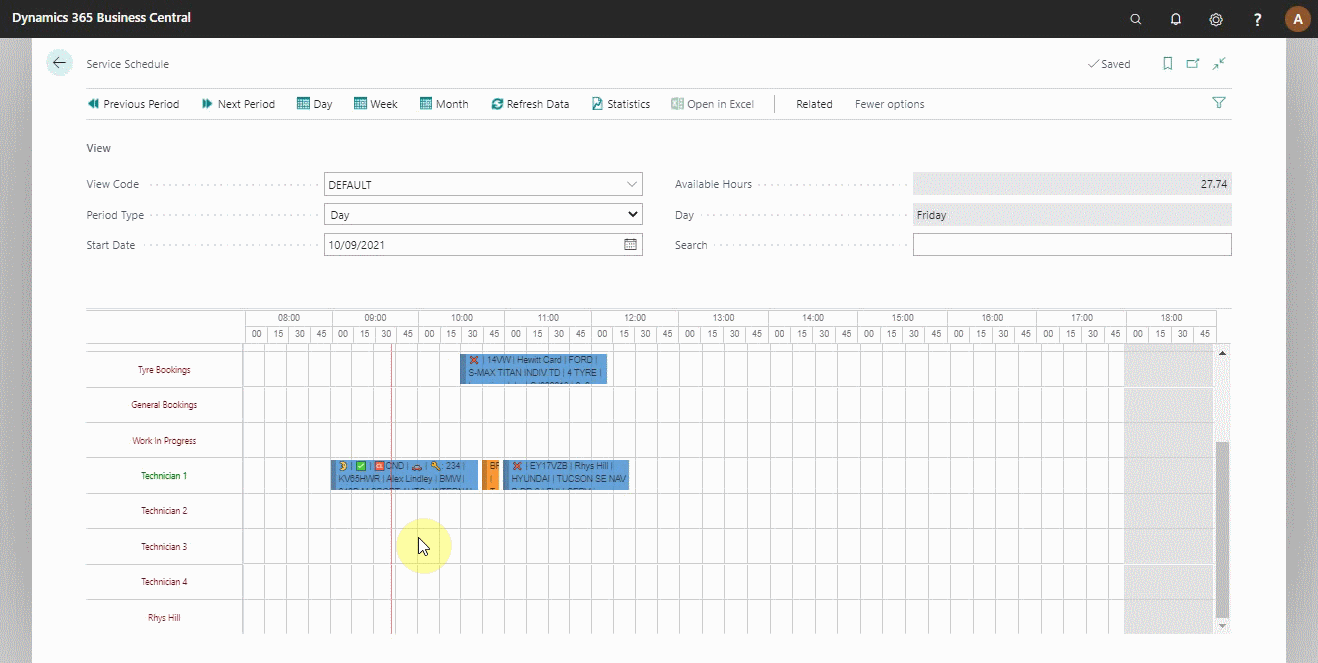 Dynamics 365 Business Central
A
Service Schedule
Saved
Previous Period Next Period Day Week Month Refresh Data Statistics Open in Excel Related Fewer options
View
View Code DEFAULT Available Hours 27.74
Period Type Day Day Friday
Start Date 10/09/2021 Search
08:00 09:00 10:00 11:00 12:00 13:00 14:00 15:00 16:00 17:00 18:00
00 15 30 45 00 15 30 45 00 15 30 45 00 15 30 45 00 15 30 45 00 15 30 45 00 15 30 45 00 15 30 45 00 15 30 45 00 15 30 45 00 15 30 45
Tyre Bookings
| 14VW | Hewitt Card | FORD |
S-MAX TITAN INDIV TD | 4 TYRE |
General Bookings
Work In Progress
Technician 1
| | CND | | 234 |
KV65HWR | Alex Lindley | BMW |
BF
| EY17VZB | Rhys Hill |
HYUNDAI | TUCSON SE NAV
Technician 2
Technician 3
Technician 4
Rhys Hill